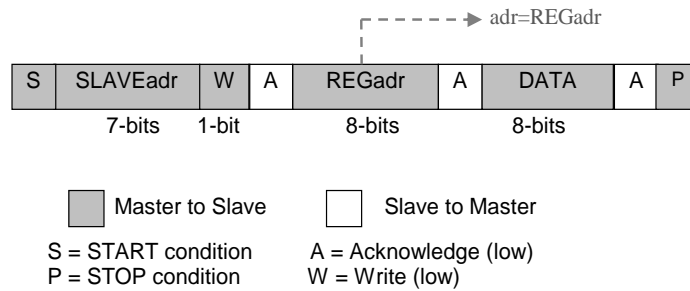 adr=REGadr
S SLAVEadr W A REGadr A DATA A P
7-bits 1-bit 8-bits 8-bits
Master to Slave Slave to Master
S = START condition A = Acknowledge (low)
P = STOP condition W = Write (low)